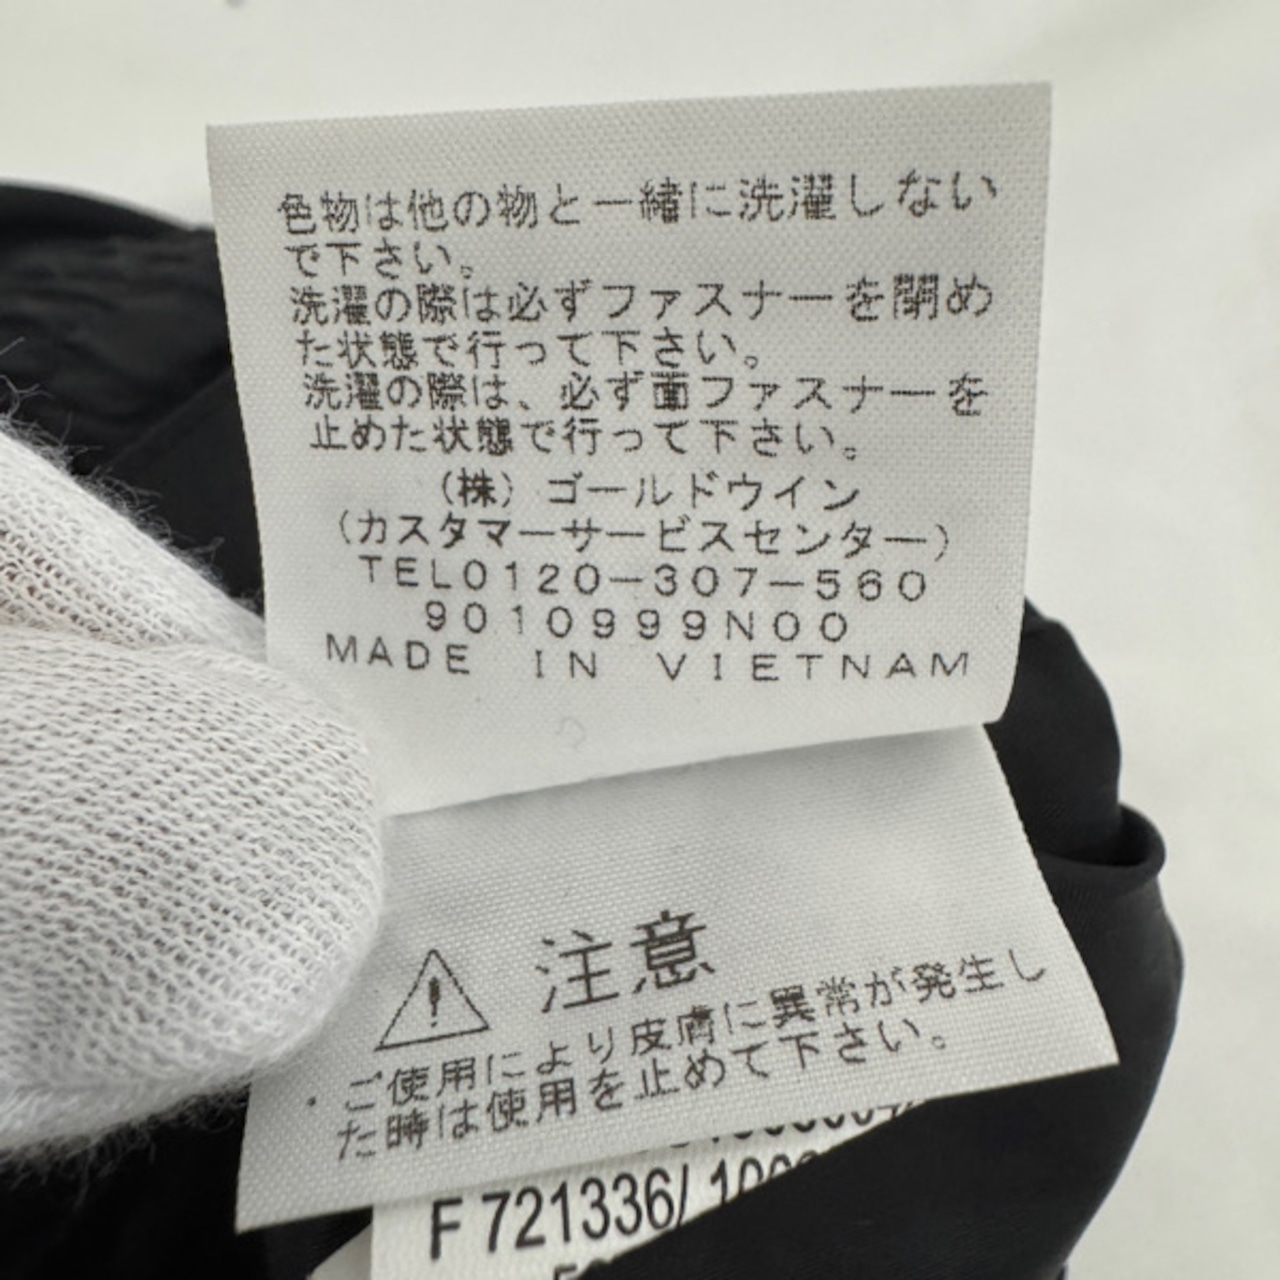 色物は他の物と一緒に洗濯しない
で下さい。
洗濯の際は必ずファスナーを閉め
た状態で行って下さい。
洗濯の際は、必ず面ファスナーを
止めた状態で行って下さい。
(株)ゴールドウイン
(カスタマーサービスセンター)
TEL0120-307-560
9010999N00
MADE IN VIETNAM
注意
・ご使用により皮膚に異常が発生し
た時は使用を止めて下さい。
F 721336/